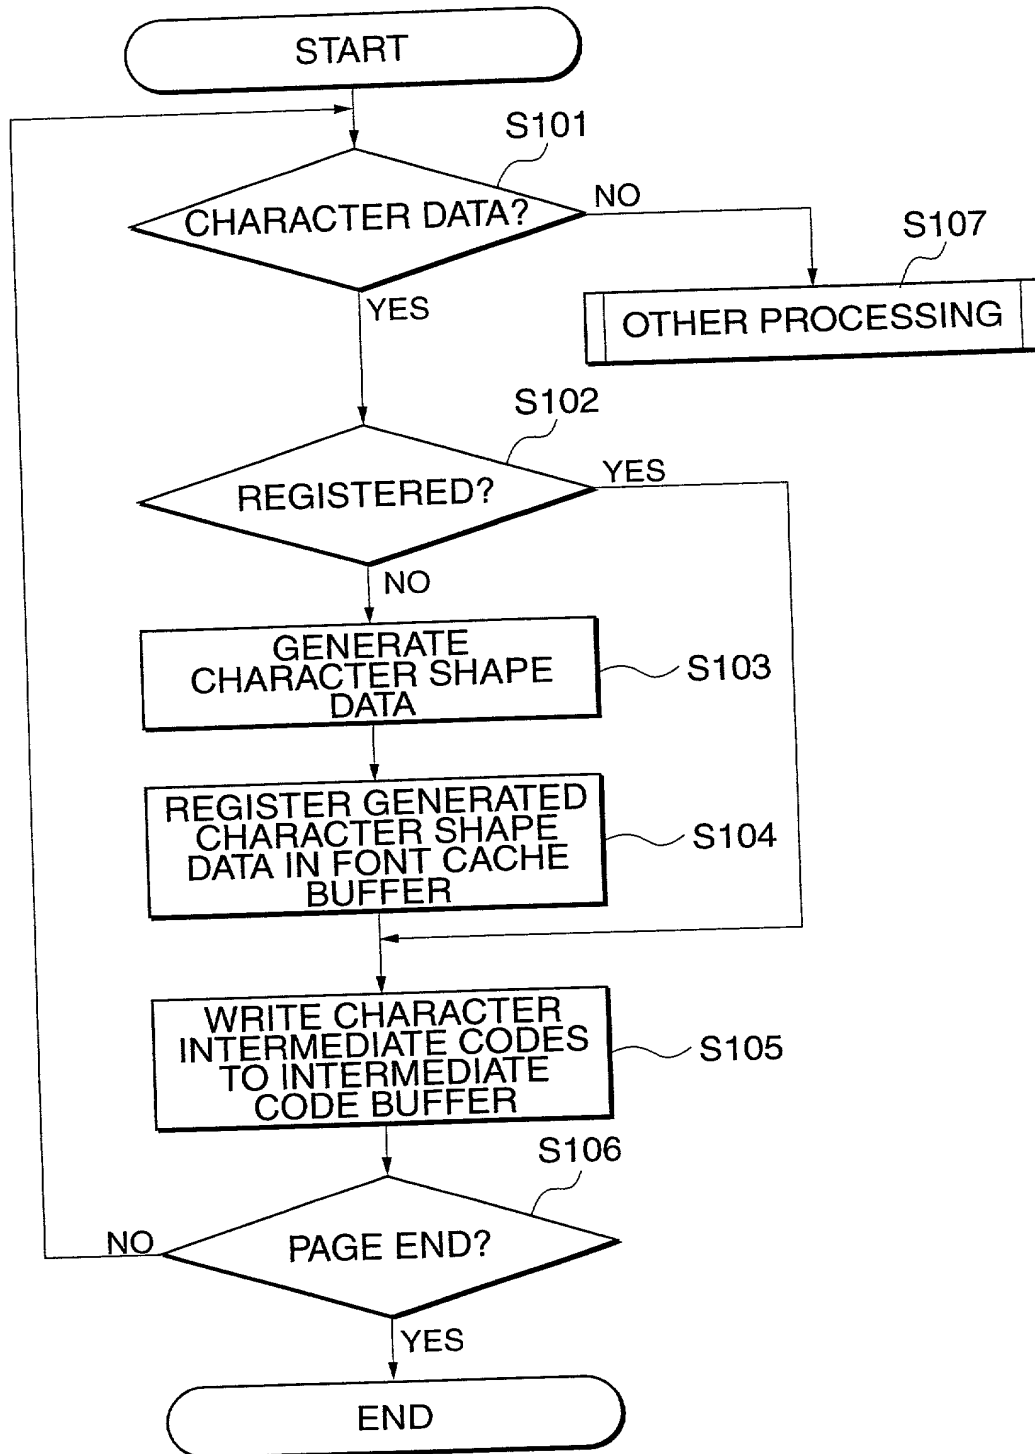 START
S101
CHARACTER DATA?
NO
S107
YES
OTHER PROCESSING
S102
REGISTERED?
YES
NO
GENERATE
CHARACTER SHAPE
DATA
S103
REGISTER GENERATED
CHARACTER SHAPE
DATA IN FONT CACHE
BUFFER
S104
WRITE CHARACTER
INTERMEDIATE CODES
TO INTERMEDIATE
CODE BUFFER
S105
S106
NO
PAGE END?
YES
END